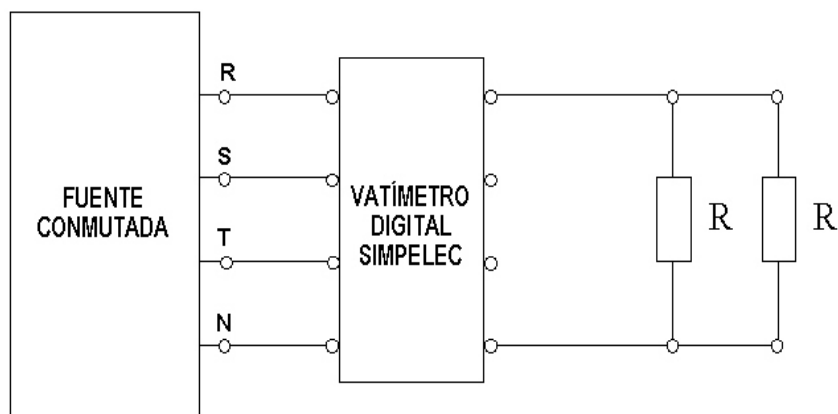 FUENTE
CONMUTADA
R
S
T
N
VATÍMETRO
DIGITAL
SIMPELEC
R
R